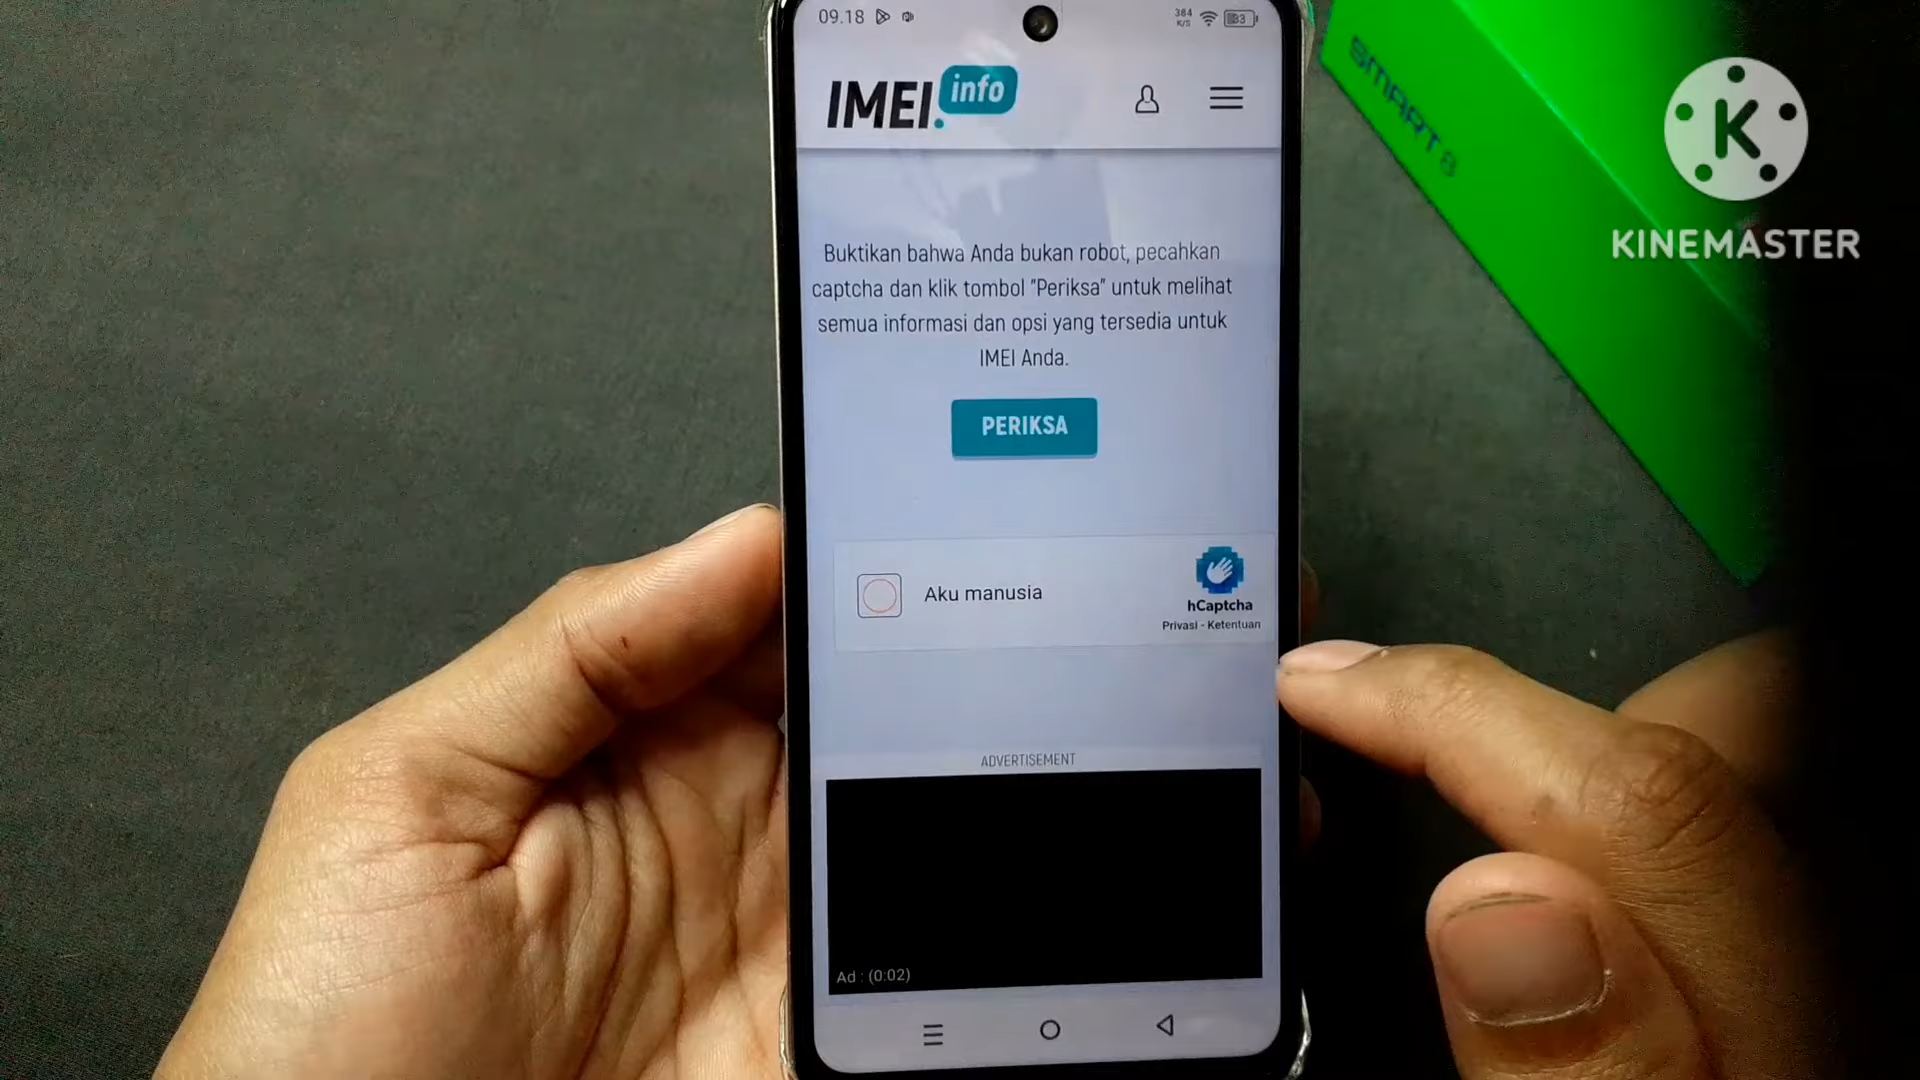 09.18
384
K/S
33
IMEI.info
SMART 8
K
KINEMASTER
Buktikan bahwa Anda bukan robot, pecahkan
captcha dan klik tombol "Periksa" untuk melihat
semua informasi dan opsi yang tersedia untuk
IMEI Anda.
PERIKSA
Aku manusia
hCaptcha
Privasi - Ketentuan
ADVERTISEMENT
Ad : (0:02)